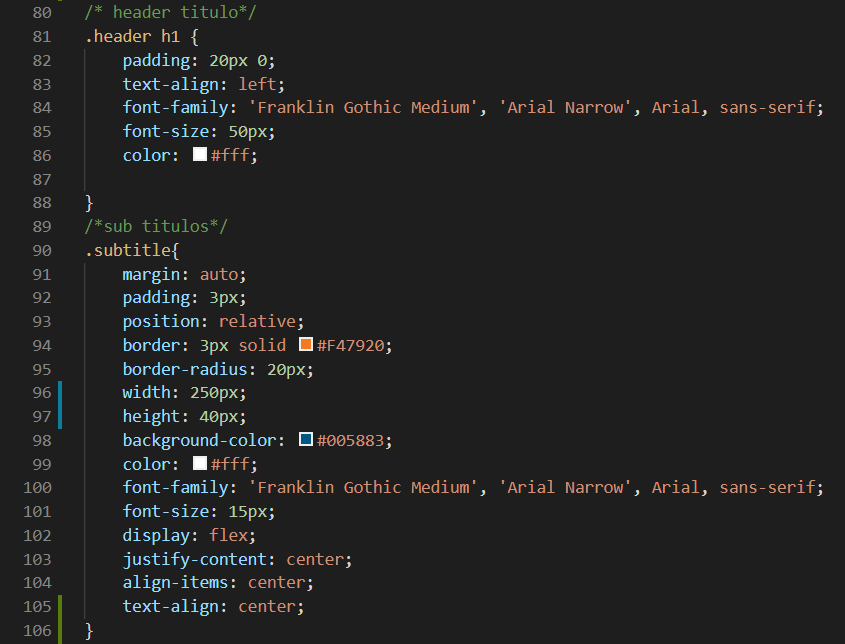 80 /* header titulo*/
81 .header h1 {
82     padding: 20px 0;
83     text-align: left;
84     font-family: 'Franklin Gothic Medium', 'Arial Narrow', Arial, sans-serif;
85     font-size: 50px;
86     color: #fff;
87
88 }
89 /*sub titulos*/
90 .subtitle{
91     margin: auto;
92     padding: 3px;
93     position: relative;
94     border: 3px solid #F47920;
95     border-radius: 20px;
96     width: 250px;
97     height: 40px;
98     background-color: #005883;
99     color: #fff;
100     font-family: 'Franklin Gothic Medium', 'Arial Narrow', Arial, sans-serif;
101     font-size: 15px;
102     display: flex;
103     justify-content: center;
104     align-items: center;
105     text-align: center;
106 }